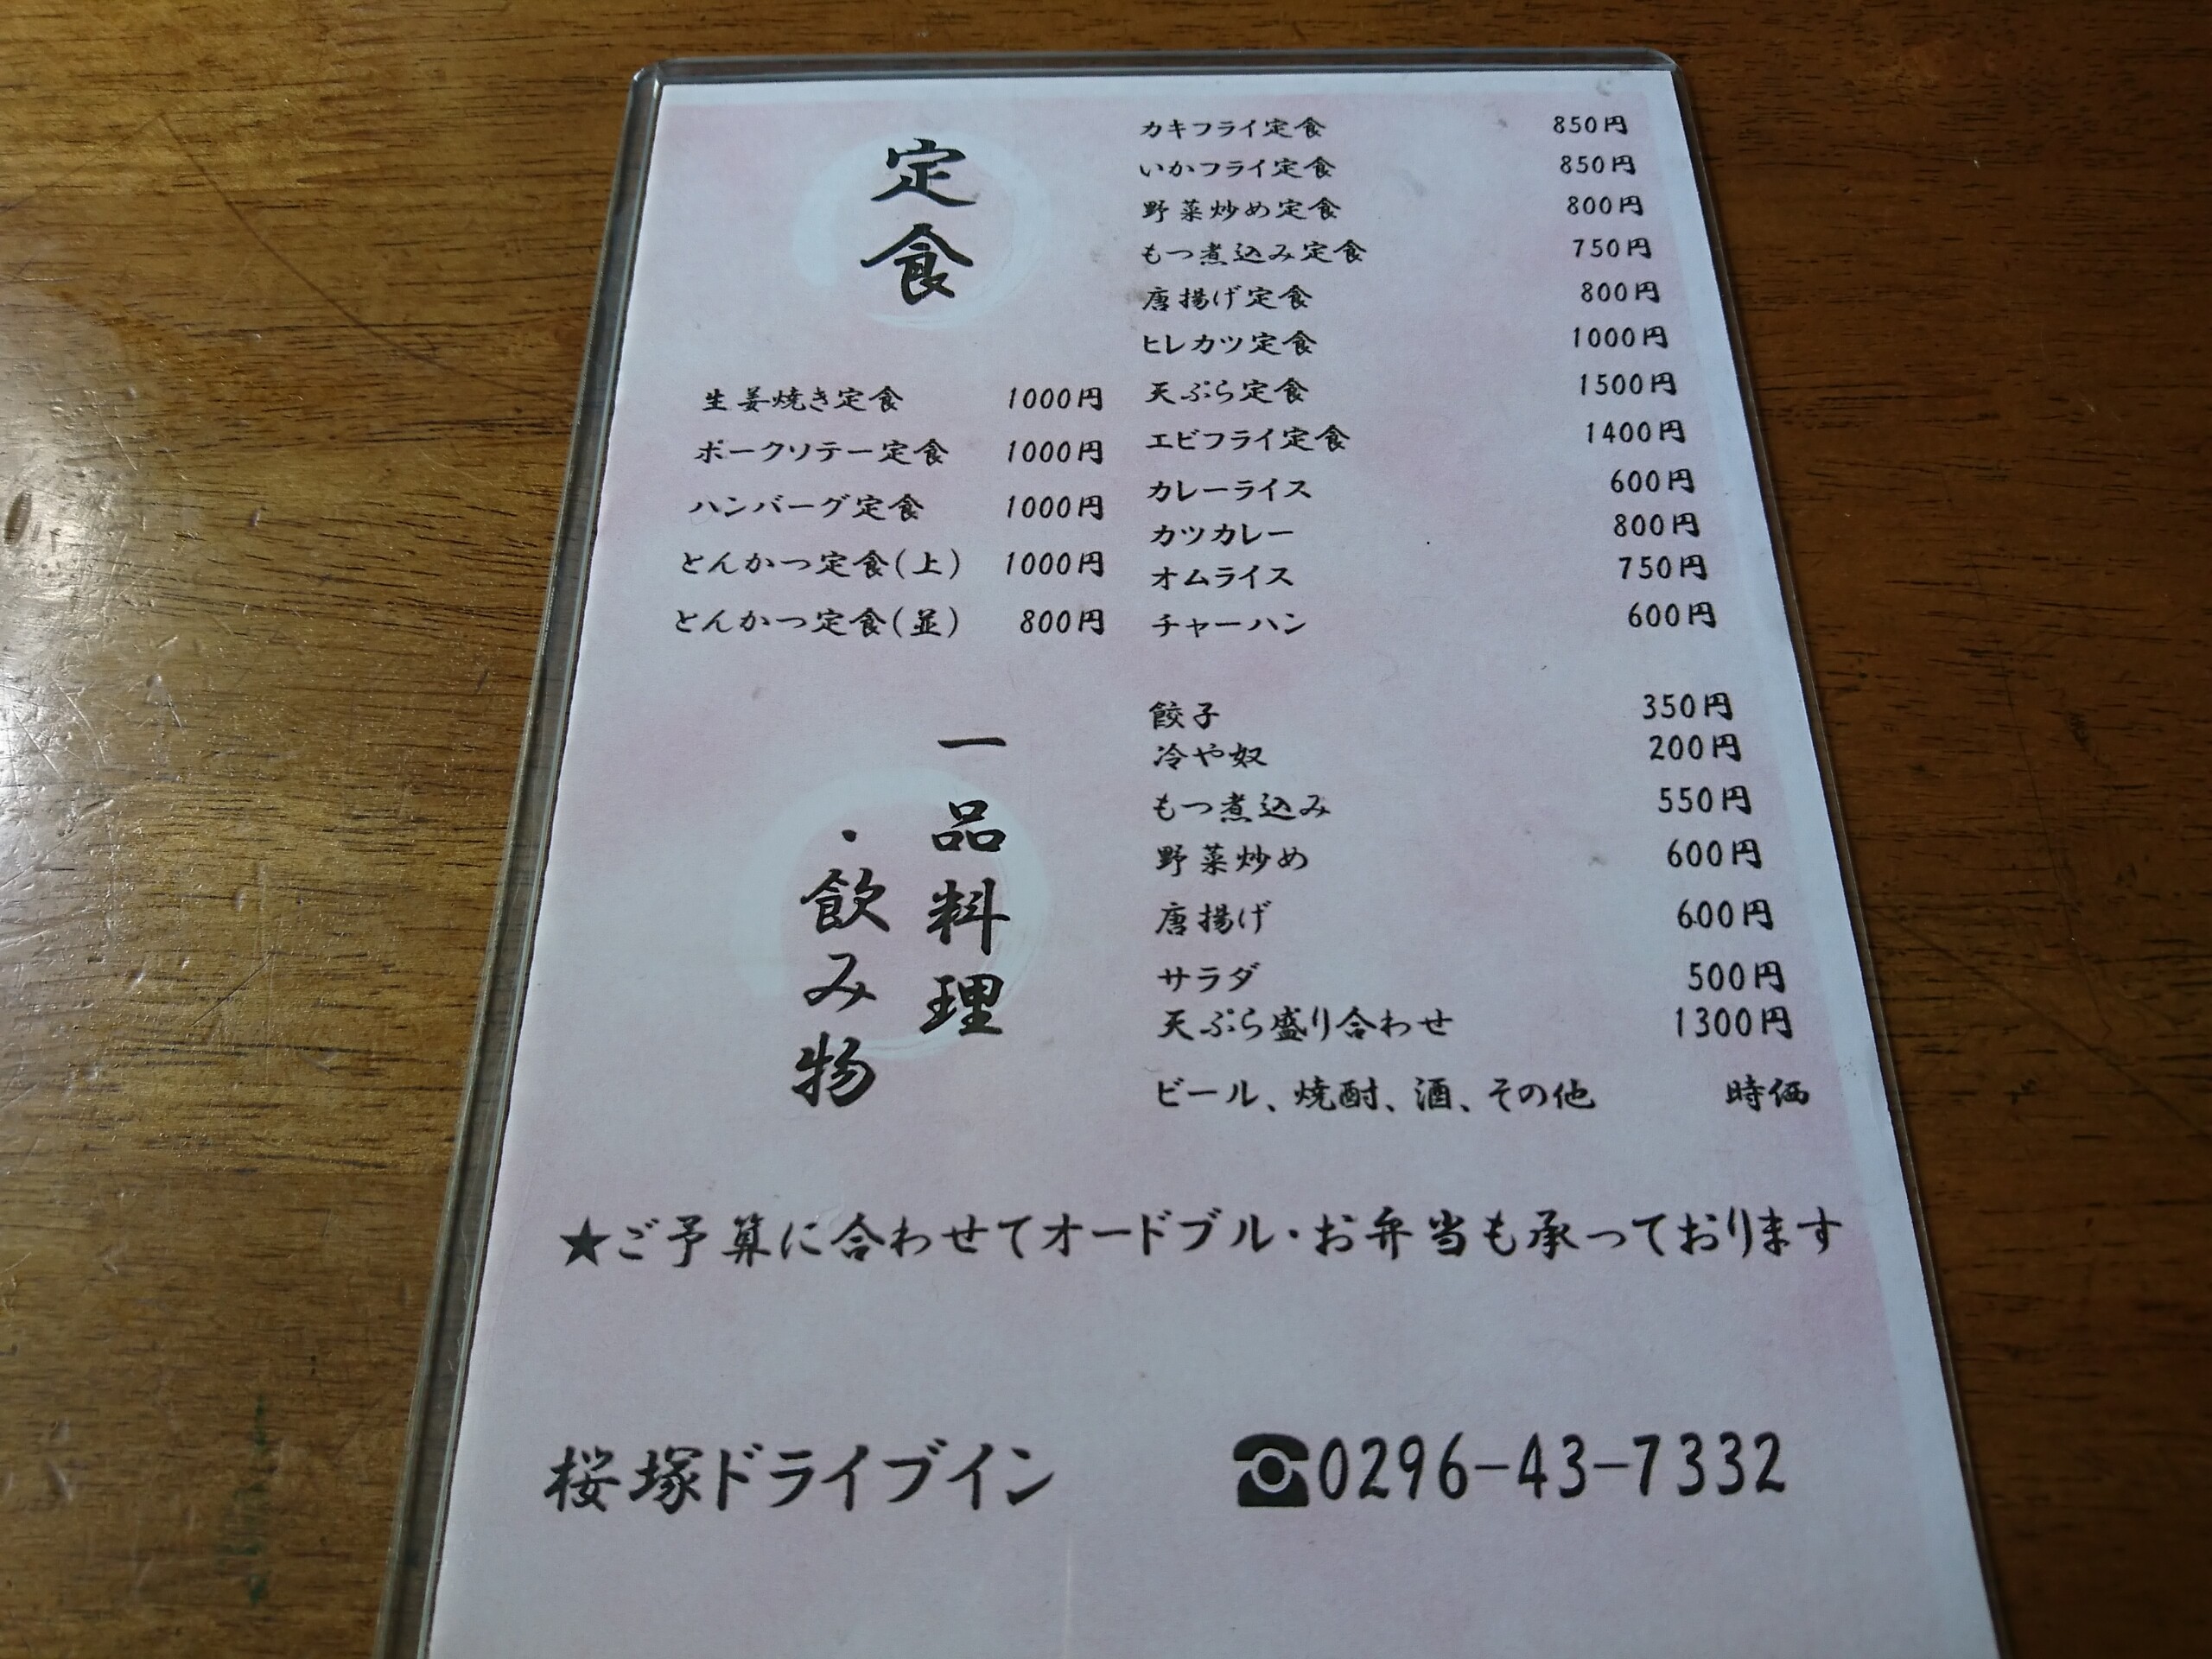 定食
生姜焼き定食 1000円
ポークソテー定食 1000円
ハンバーグ定食 1000円
とんかつ定食(上) 1000円
とんかつ定食(並) 800円
カキフライ定食 850円
いかフライ定食 850円
野菜炒め定食 800円
もつ煮込み定食 750円
唐揚げ定食 800円
ヒレカツ定食 1000円
天ぷら定食 1500円
エビフライ定食 1400円
カレーライス 600円
カツカレー 800円
オムライス 750円
チャーハン 600円
一品料理
・飲み物
餃子 350円
冷や奴 200円
もつ煮込み 550円
野菜炒め 600円
唐揚げ 600円
サラダ 500円
天ぷら盛り合わせ 1300円
ビール、焼酎、酒、その他 時価
★ご予算に合わせてオードブル・お弁当も承っております
桜塚ドライブイン ☎0296-43-7332